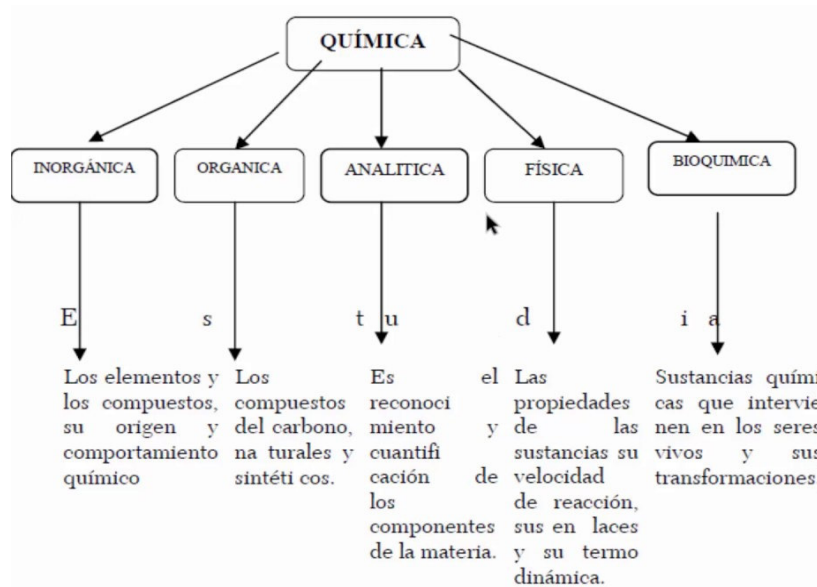 QUÍMICA
INORGÁNICA
ORGANICA
ANALITICA
FÍSICA
BIOQUIMICA
E s t u d i a
Los elementos y
los compuestos,
su origen y
comportamiento
químico
Los
compuestos
del carbono,
na turales y
sintéti cos.
Es el
reconoci
miento y
cuantifi
cación de
los
componentes
de la materia.
Las
propiedades
de las
sustancias su
velocidad
de reacción,
sus en laces
y su termo
dinámica.
Sustancias quími
cas que intervie
nen en los seres
vivos y sus
transformaciones